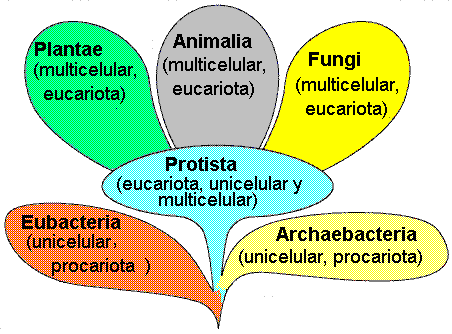 Plantae
(multicelular,
eucariota)
Animalia
(multicelular,
eucariota)
Fungi
(multicelular,
eucariota)
Protista
(eucariota, unicelular y
multicelular)
Eubacteria
(unicelular,
procariota )
Archaebacteria
(unicelular, procariota)